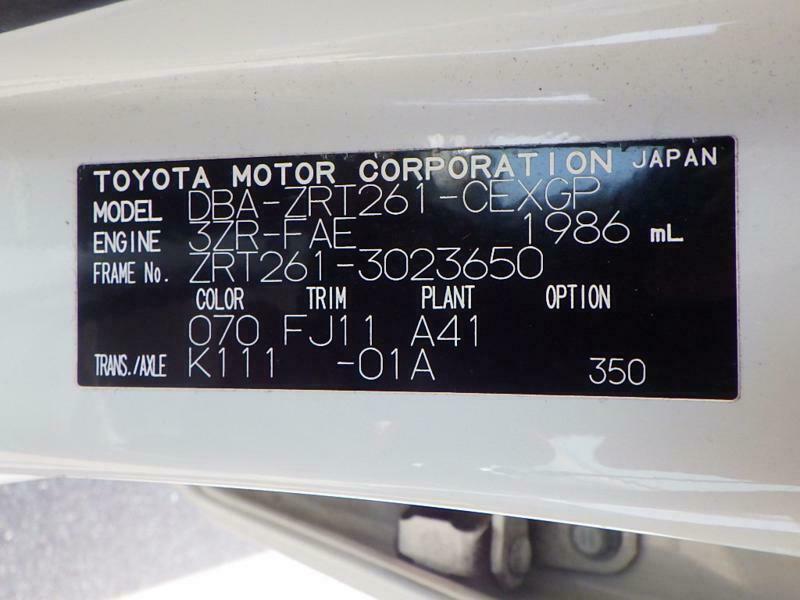 TOYOTA MOTOR CORPORATION JAPAN
MODEL DBA-ZRT261-CEXGP
ENGINE 3ZR-FAE 1986 mL
FRAME No. ZRT261-3023650
COLOR TRIM PLANT OPTION
070 FJ11 A41
TRANS./AXLE K111 -01A 350